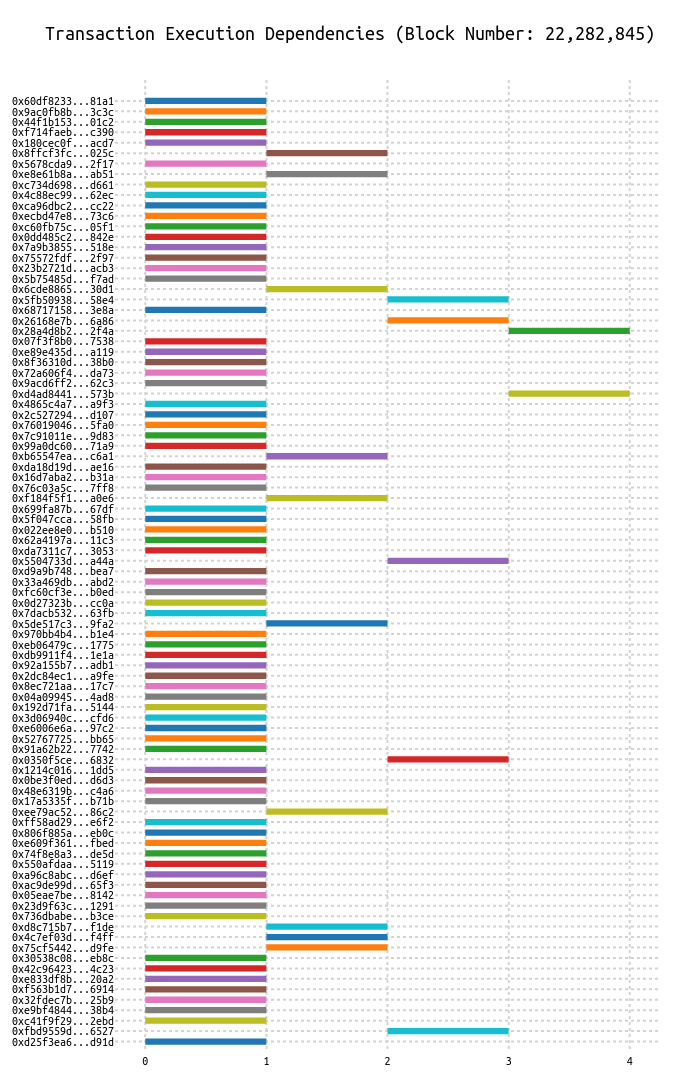 Transaction Execution Dependencies (Block Number: 22,282,845)
0x60df8233...81a1
0x9ac0fb8b...3c3c
0x44f1b153...01c2
0xf714faeb...c390
0x180cec0f...acd7
0x8ffcf3fc...025c
0x5678cda9...2f17
0xe8e61b8a...ab51
0xc734d698...d661
0x4c88ec99...62ec
0xca96dbc2...cc22
0xecbd47e8...73c6
0xc60fb75c...05f1
0x0dd485c2...842e
0x7a9b3855...518e
0x75572fdf...2f97
0x23b2721d...acb3
0x5b75485d...f7ad
0x6cde8865...30d1
0x5fb50938...58e4
0x68717158...3e8a
0x26168e7b...6a86
0x28a4d8b2...2f4a
0x07f3f8b0...7538
0xe89e435d...a119
0x8f36310d...38b0
0x72a606f4...da73
0x9acd6ff2...62c3
0xd4ad8441...573b
0x4865c4a7...a9f3
0x2c527294...d107
0x76019046...5fa0
0x7c91011e...9d83
0x99a0dc60...71a9
0xb65547ea...c6a1
0xda18d19d...ae16
0x16d7aba2...b31a
0x76c03a5c...7ff8
0xf184f5f1...a0e6
0x699fa87b...67df
0x5f047cca...58fb
0x022ee8e0...b510
0x62a4197a...11c3
0xda7311c7...3053
0x5504733d...a44a
0xd9a9b748...bea7
0x33a469db...abd2
0xfc60cf3e...b0ed
0x0d27323b...cc0a
0x7dacb532...63fb
0x5de517c3...9fa2
0x970bb4b4...b1e4
0xeb06479c...1775
0xdb9911f4...1e1a
0x92a155b7...adb1
0x2dc84ec1...a9fe
0x8ec721aa...17c7
0x04a09945...4ad8
0x192d71fa...5144
0x3d06940c...cfd6
0xe6006e6a...97c2
0x52767725...bb65
0x91a62b22...7742
0x0350f5ce...6832
0x1214c016...1dd5
0x0be3f0ed...d6d3
0x48e6319b...c4a6
0x17a5335f...b71b
0xee79ac52...86c2
0xff58ad29...e6f2
0x806f885a...eb0c
0xe609f361...fbed
0x74f8e8a3...de5d
0x550afdaa...5119
0xa96c8abc...d6ef
0xac9de99d...65f3
0x05eae7be...8142
0x23d9f63c...1291
0x736dbabe...b3ce
0xd8c715b7...f1de
0x4c7ef03d...f4ff
0x75cf5442...d9fe
0x30538c08...eb8c
0x42c96423...4c23
0xe833df8b...20a2
0xf563b1d7...6914
0x32fdec7b...25b9
0xe9bf4844...38b4
0xc41f9f29...2ebd
0xfbd9559d...6527
0xd25f3ea6...d91d
0 1 2 3 4